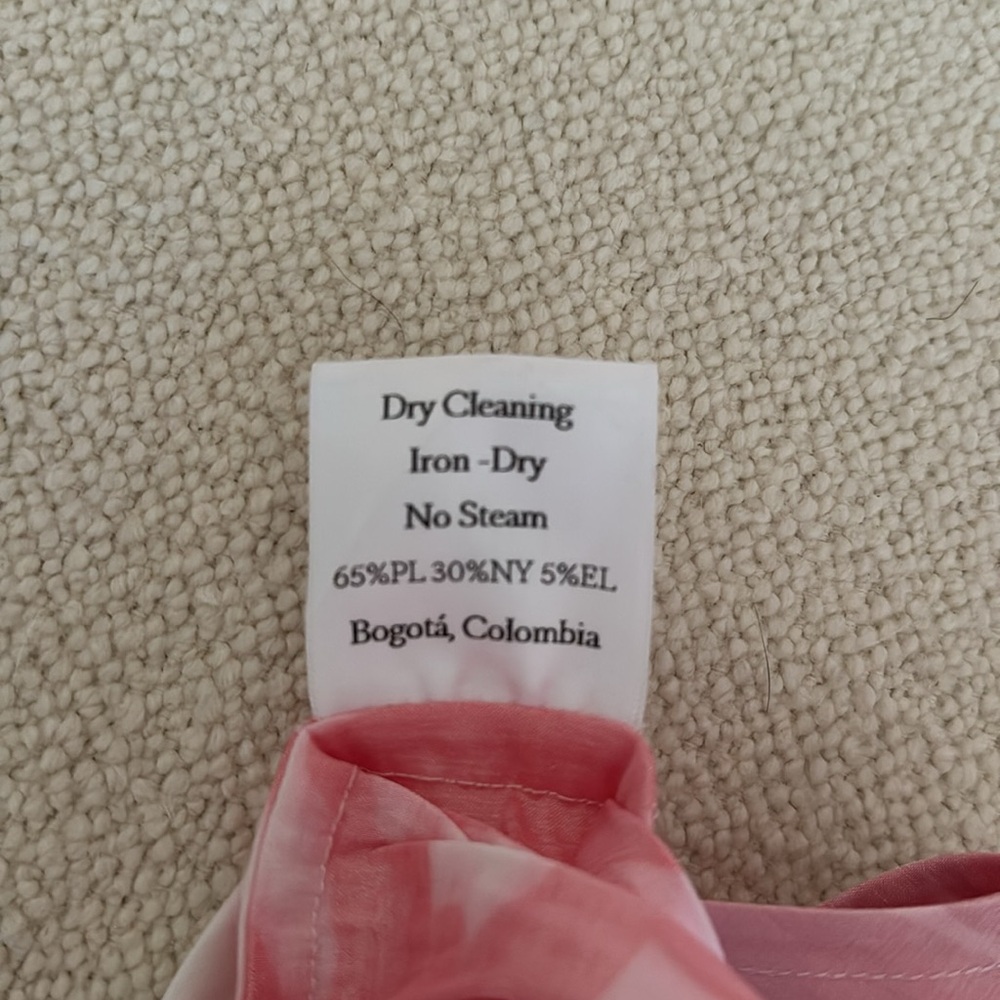 Dry Cleaning
Iron -Dry
No Steam
65%PL 30%NY 5%EL
Bogotá, Colombia